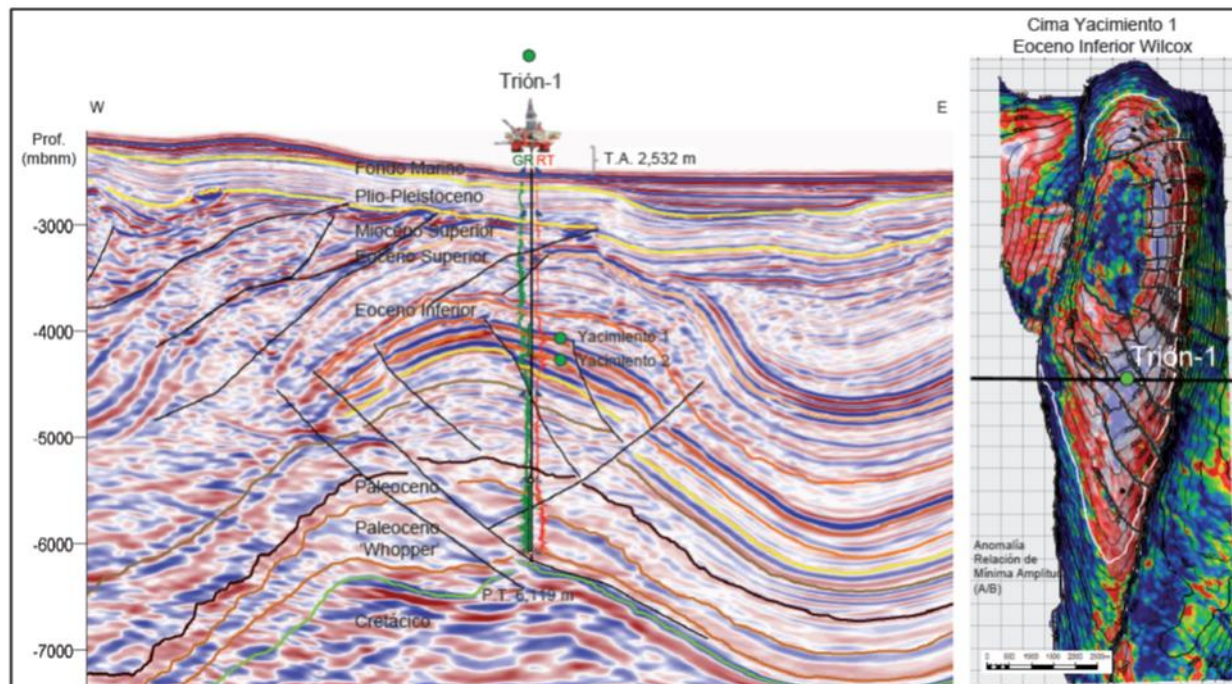 Trión-1
W
E
Prof.
(mbnm)
GR RT
T.A. 2,532 m
Fondo Marino
Plio-Pleistoceno
-3000
Mioceno Superior
Eoceno Superior
Eoceno Inferior
-4000
Yacimiento 1
Yacimiento 2
-5000
Paleoceno
Paleoceno
'Whopper'
-6000
P.T. 6,119 m
Cretácico
-7000
Cima Yacimiento 1
Eoceno Inferior Wilcox
Trión-1
Anomalía
Relación de
Mínima Amplitud
(A/B)
0